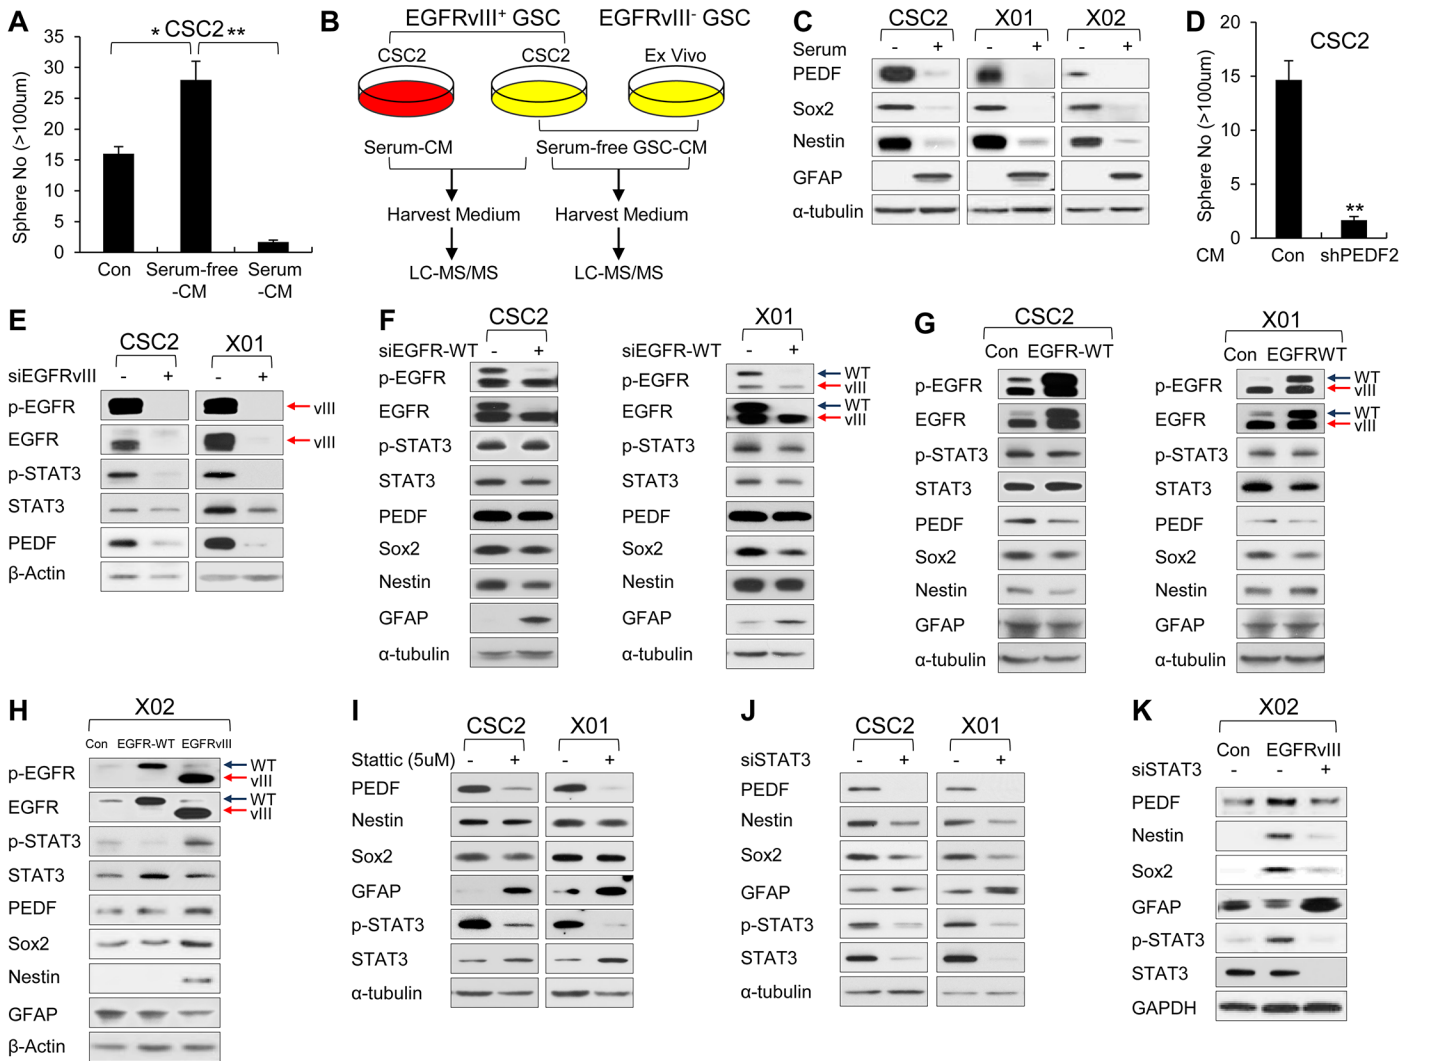 A
CSC2
* **
Sphere No (>100um)
35
30
25
20
15
10
5
0
Con Serum-free Serum
-CM -CM
B
EGFRvIII+ GSC EGFRvIII- GSC
CSC2 CSC2 Ex Vivo
Serum-CM Serum-free GSC-CM
Harvest Medium Harvest Medium
LC-MS/MS LC-MS/MS
C
CSC2 X01 X02
Serum - + - + - +
PEDF
Sox2
Nestin
GFAP
α-tubulin
D
CSC2
Sphere No (>100um)
20
15
10
5
0
**
CM Con shPEDF2
E
CSC2 X01
siEGFRvIII - + - +
p-EGFR vIII
EGFR vIII
p-STAT3
STAT3
PEDF
β-Actin
F
CSC2
siEGFR-WT - +
p-EGFR
EGFR
p-STAT3
STAT3
PEDF
Sox2
Nestin
GFAP
α-tubulin
X01
siEGFR-WT - +
p-EGFR WT
vIII
EGFR WT
vIII
p-STAT3
STAT3
PEDF
Sox2
Nestin
GFAP
α-tubulin
G
CSC2
Con EGFR-WT
p-EGFR
EGFR
p-STAT3
STAT3
PEDF
Sox2
Nestin
GFAP
α-tubulin
X01
Con EGFRWT
p-EGFR WT
vIII
EGFR WT
vIII
p-STAT3
STAT3
PEDF
Sox2
Nestin
GFAP
α-tubulin
H
X02
Con EGFR-WT EGFRvIII
p-EGFR WT
vIII
EGFR WT
vIII
p-STAT3
STAT3
PEDF
Sox2
Nestin
GFAP
β-Actin
I
CSC2 X01
Stattic (5uM) - + - +
PEDF
Nestin
Sox2
GFAP
p-STAT3
STAT3
α-tubulin
J
CSC2 X01
siSTAT3 - + - +
PEDF
Nestin
Sox2
GFAP
p-STAT3
STAT3
α-tubulin
K
X02
Con EGFRvIII
siSTAT3 - - +
PEDF
Nestin
Sox2
GFAP
p-STAT3
STAT3
GAPDH